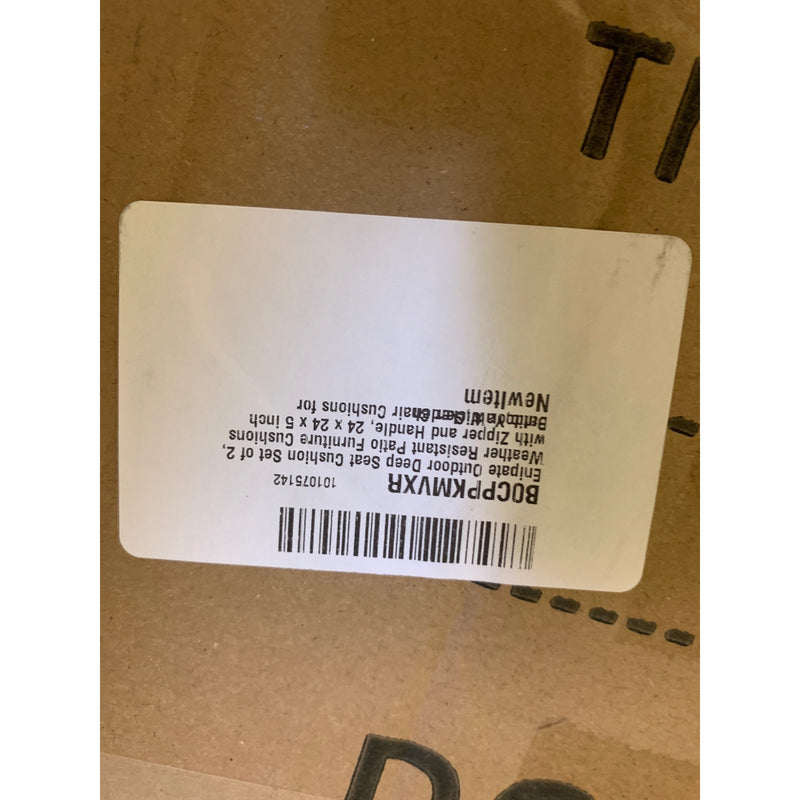 B0CPPKMVXR 101075142
Enipate Outdoor Deep Seat Cushion Set of 2,
Weather Resistant Patio Furniture Cushions
with Zipper and Handle, 24 x 24 x 5 inch
Chair Cushions for
NewItem